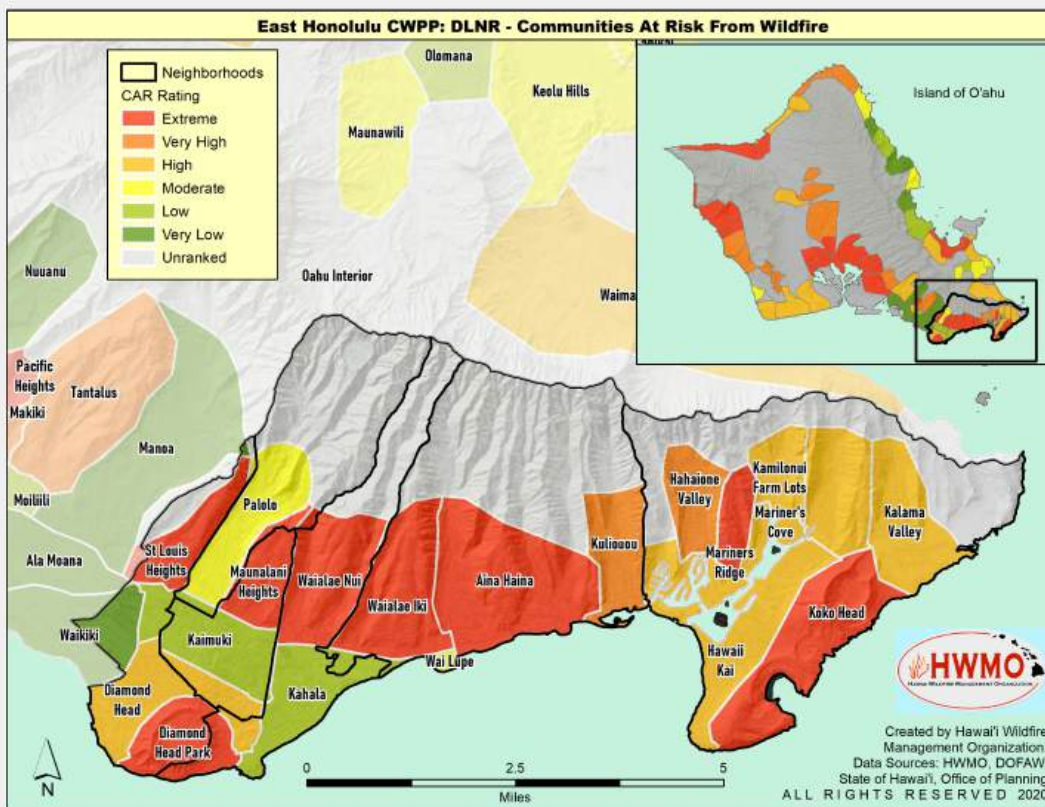 East Honolulu CWPP: DLNR - Communities At Risk From Wildfire
Neighborhoods
CAR Rating
Extreme
Very High
High
Moderate
Low
Very Low
Unranked
Olomana
Keolu Hills
Maunawili
Island of O'ahu
Nuuanu
Oahu Interior
Waima
Pacific
Heights
Tantalus
Makiki
Manoa
Moiliili
Ala Moana
Palolo
St Louis
Heights
Maunalani
Heights
Waialae Nui
Waialae Iki
Aina Haina
Kuliouou
Hahaione
Valley
Kamilonui
Farm Lots
Mariner's
Cove
Mariners
Ridge
Kalama
Valley
Waikiki
Kaimuki
Wai Lupe
Koko Head
Hawaii
Kai
Diamond
Head
Kahala
Diamond
Head Park
HWMO
Hawaii Wildfire Management Organization
N
0 2.5 5
Miles
Created by Hawai'i Wildfire
Management Organization
Data Sources: HWMO, DOFAW
State of Hawai'i, Office of Planning
ALL RIGHTS RESERVED 2020